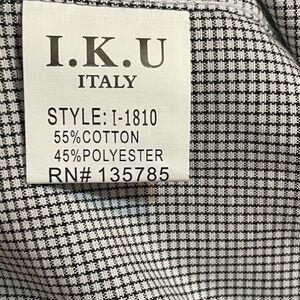 I.K.U
ITALY
STYLE: I-1810
55%COTTON
45%POLYESTER
RN# 135785